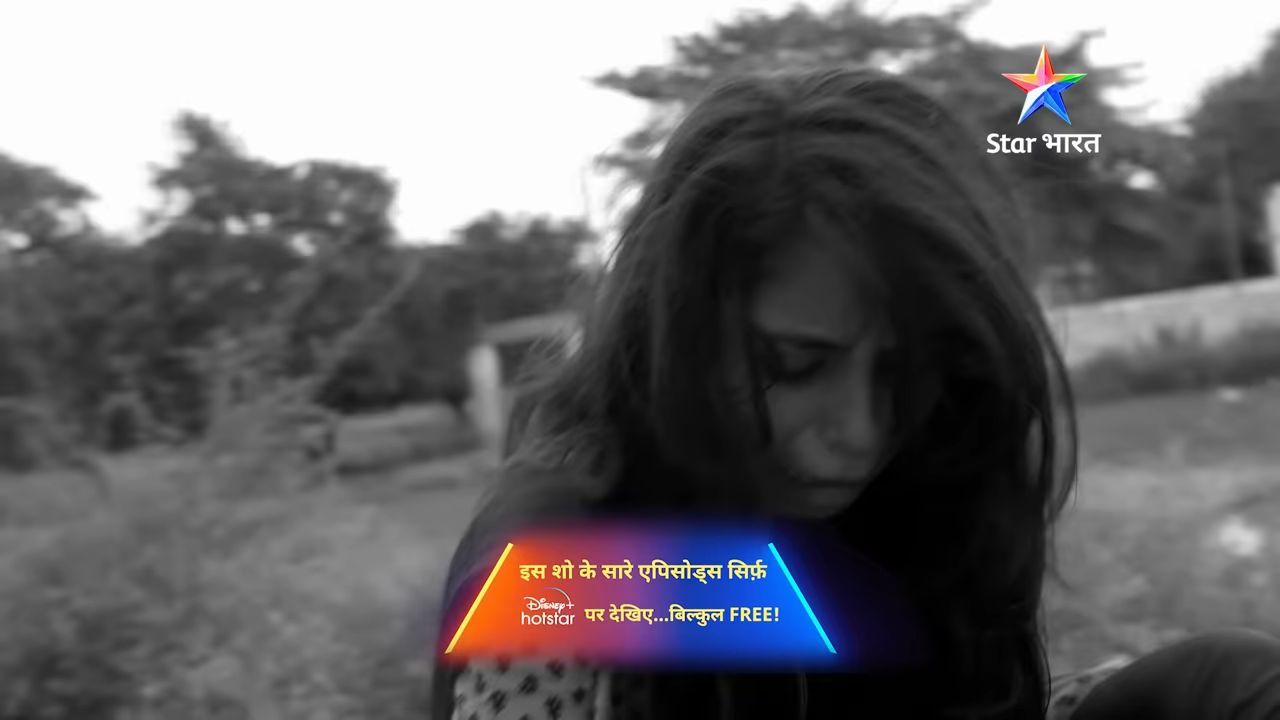 Star भारत
इस शो के सारे एपिसोड्स सिर्फ़
Disney+ hotstar पर देखिए...बिल्कुल FREE!